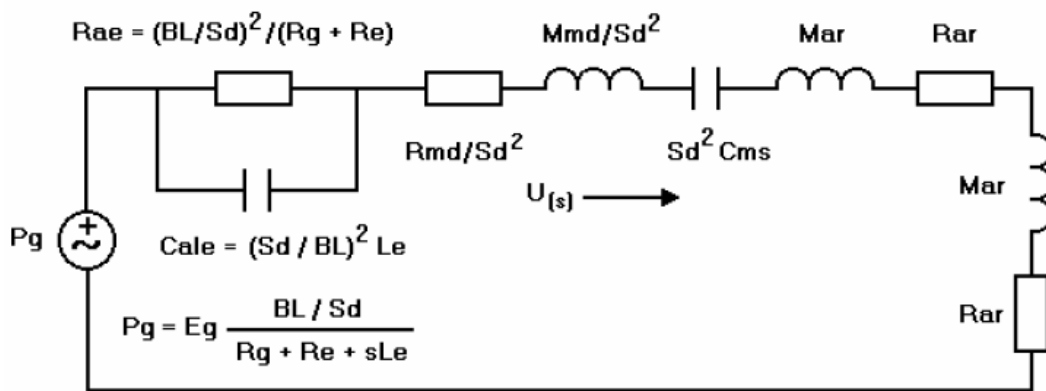 Rae = (BL/Sd)²/(Rg + Re)
Mmd/Sd²
Mar
Rar
Rmd/Sd²
Sd² Cms
U(s)
Mar
Pg
+
~
Cale = (Sd / BL)² Le
Rar
Pg = Eg BL / Sd
Rg + Re + sLe